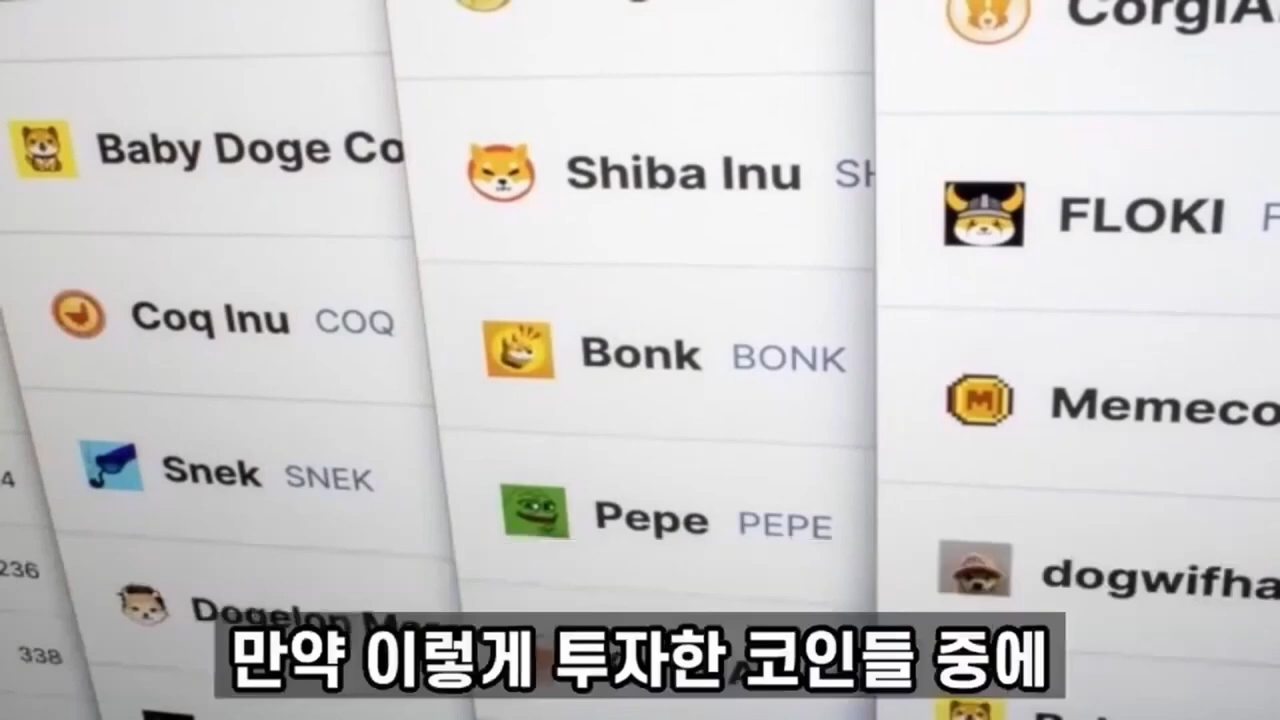 Baby Doge Co
Coq Inu COQ
Snek SNEK
4
236
338
Shiba Inu SH
Bonk BONK
Pepe PEPE
CorgiA
FLOKI F
Memeco
dogwifha
만약 이렇게 투자한 코인들 중에